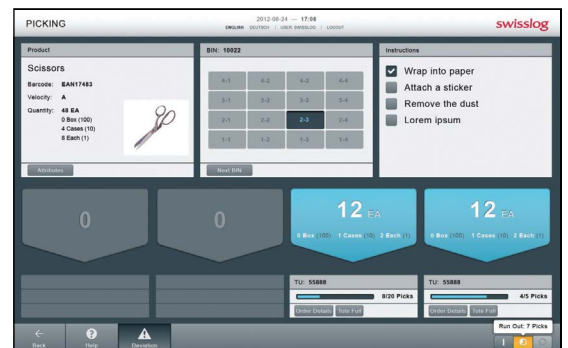 PICKING
2012-08-24 — 17:08
ENGLISH DEUTSCH | USER: SWISSLOG | LOGOUT
swisslog
Product
Scissors
Barcode: EAN17483
Velocity: A
Quantity: 48 EA
0 Box (100)
4 Cases (10)
8 Each (1)
Attributes
BIN: 10022
4-1 4-2 4-3 4-4
3-1 3-2 3-3 3-4
2-1 2-2 2-3 2-4
1-1 1-2 1-3 1-4
Next BIN
Instructions
Wrap into paper
Attach a sticker
Remove the dust
Lorem ipsum
0
0
12 EA
0 Box (100) 1 Cases (10) 2 Each (1)
12 EA
0 Box (100) 1 Cases (10) 2 Each (1)
TU: 55888
8/20 Picks
Order Details Tote Full
TU: 55888
4/5 Picks
Order Details Tote Full
Back
Help
Deviation
Run Out: 7 Picks